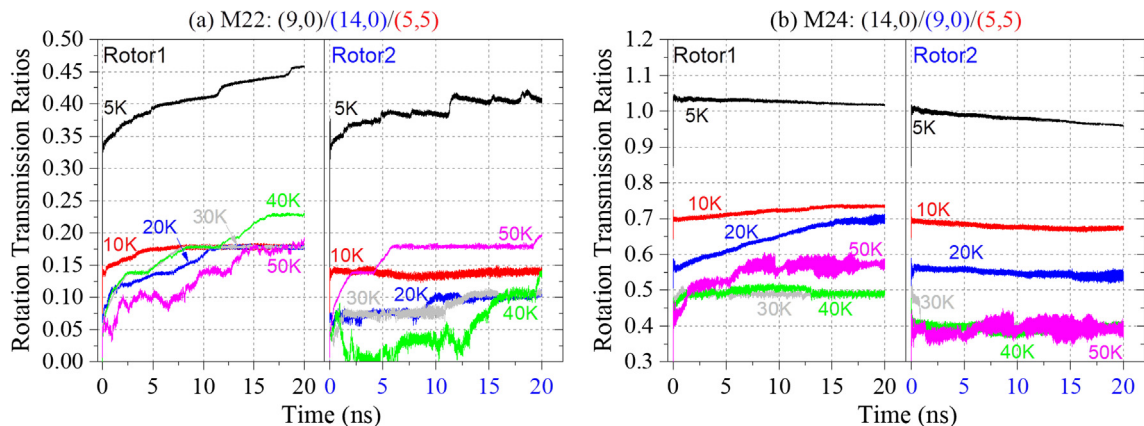 (a) M22: (9,0)/(14,0)/(5,5)
Rotation Transmission Ratios
0.50
0.45
0.40
0.35
0.30
0.25
0.20
0.15
0.10
0.05
0.00
Rotor1
5K
40K
30K
20K
10K
50K
Rotor2
5K
50K
10K
30K
20K
40K
0 5 10 15 20
0 5 10 15 20
Time (ns)
(b) M24: (14,0)/(9,0)/(5,5)
Rotation Transmission Ratios
1.2
1.1
1.0
0.9
0.8
0.7
0.6
0.5
0.4
0.3
Rotor1
5K
10K
20K
50K
30K
40K
Rotor2
5K
10K
20K
30K
40K
50K
0 5 10 15 20
0 5 10 15 20
Time (ns)